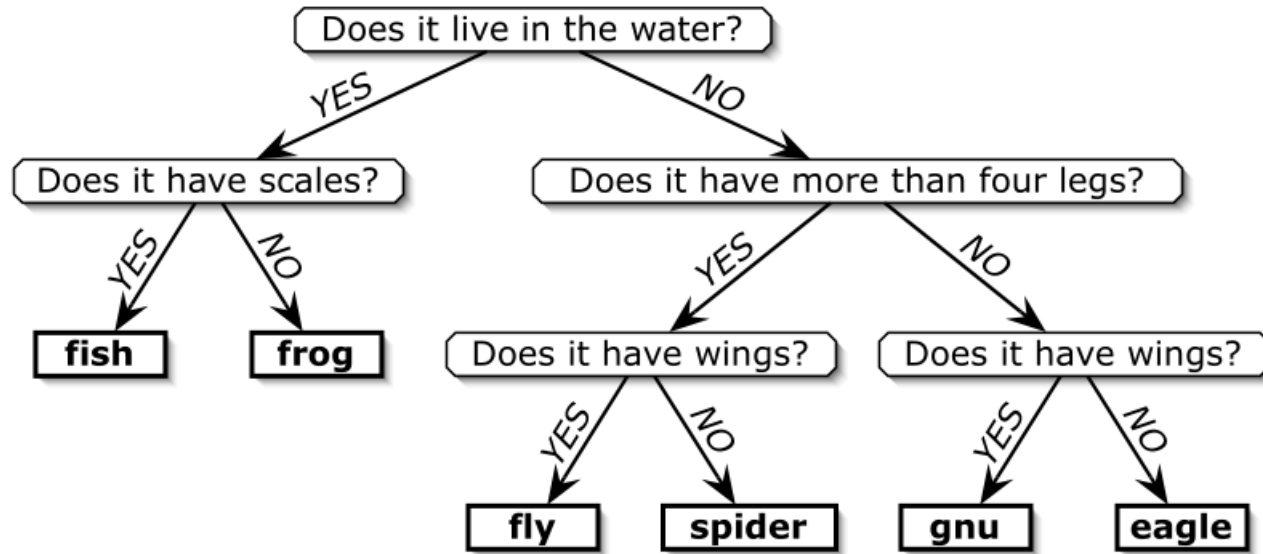 Does it live in the water?
YES
NO
Does it have scales?
Does it have more than four legs?
YES
NO
YES
NO
fish
frog
Does it have wings?
Does it have wings?
YES
NO
YES
NO
fly
spider
gnu
eagle